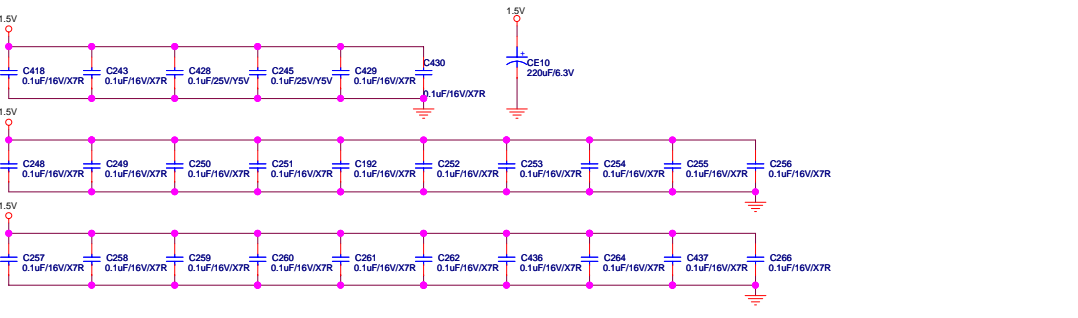 1.5V
1.5V
C418
0.1uF/16V/X7R
C243
0.1uF/16V/X7R
C428
0.1uF/25V/Y5V
C245
0.1uF/25V/Y5V
C429
0.1uF/16V/X7R
C430
0.1uF/16V/X7R
+
CE10
220uF/6.3V
1.5V
C248
0.1uF/16V/X7R
C249
0.1uF/16V/X7R
C250
0.1uF/16V/X7R
C251
0.1uF/16V/X7R
C192
0.1uF/16V/X7R
C252
0.1uF/16V/X7R
C253
0.1uF/16V/X7R
C254
0.1uF/16V/X7R
C255
0.1uF/16V/X7R
C256
0.1uF/16V/X7R
1.5V
C257
0.1uF/16V/X7R
C258
0.1uF/16V/X7R
C259
0.1uF/16V/X7R
C260
0.1uF/16V/X7R
C261
0.1uF/16V/X7R
C262
0.1uF/16V/X7R
C436
0.1uF/16V/X7R
C264
0.1uF/16V/X7R
C437
0.1uF/16V/X7R
C266
0.1uF/16V/X7R